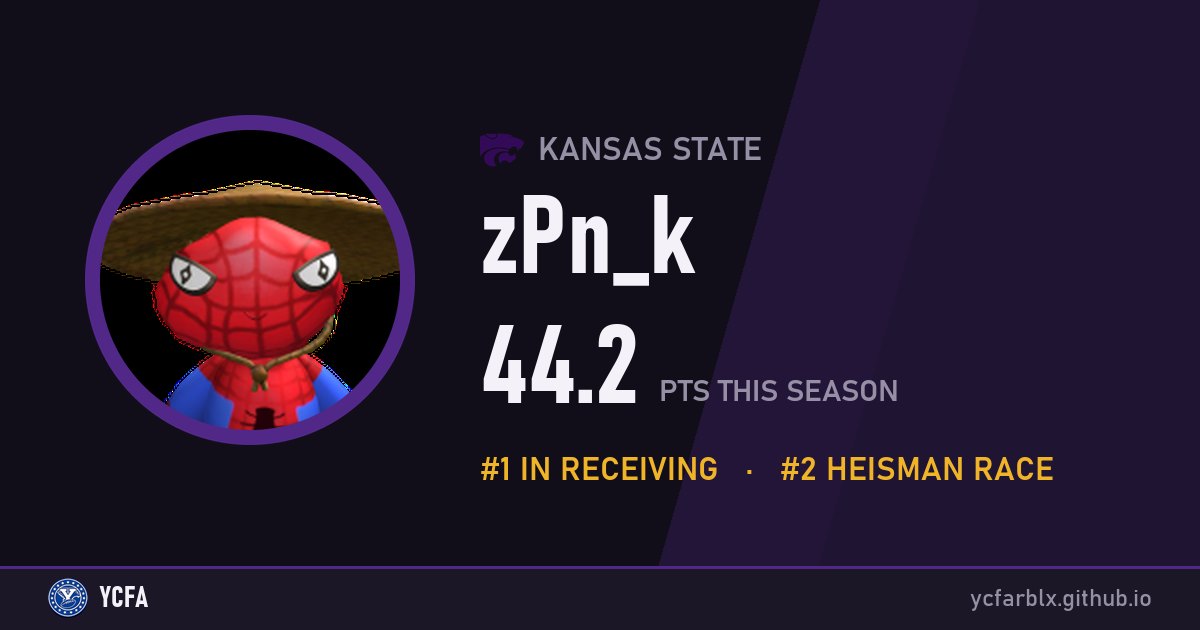 KANSAS STATE
zPn_k
44.2 PTS THIS SEASON
#1 IN RECEIVING · #2 HEISMAN RACE
YCFA
ycfarblx.github.io